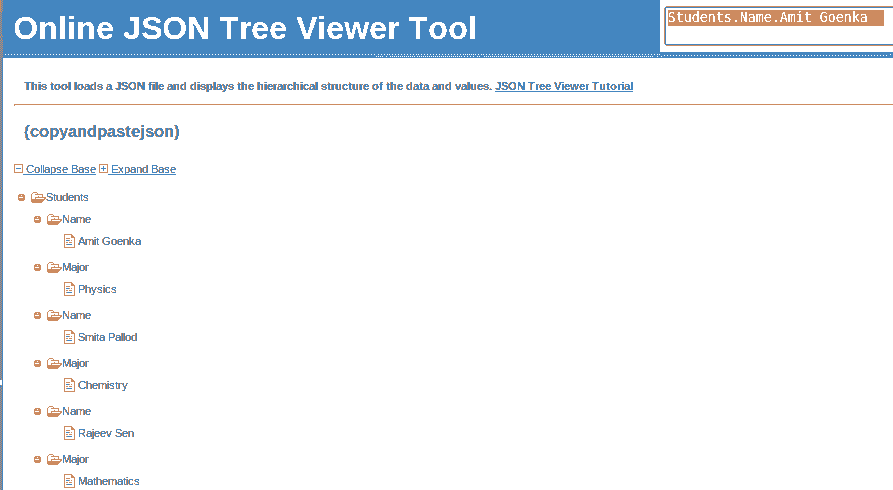 Online JSON Tree Viewer Tool
Students.Name.Amit Goenka
This tool loads a JSON file and displays the hierarchical structure of the data and values. JSON Tree Viewer Tutorial
{copyandpastejson}
Collapse Base Expand Base
Students
Name
Amit Goenka
Major
Physics
Name
Smita Pallod
Major
Chemistry
Name
Rajeev Sen
Major
Mathematics